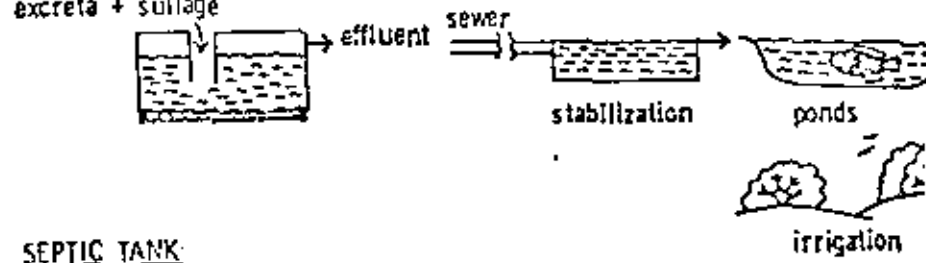 excreta + sullage
effluent
sewer
stabilization
ponds
irrigation
SEPTIC TANK